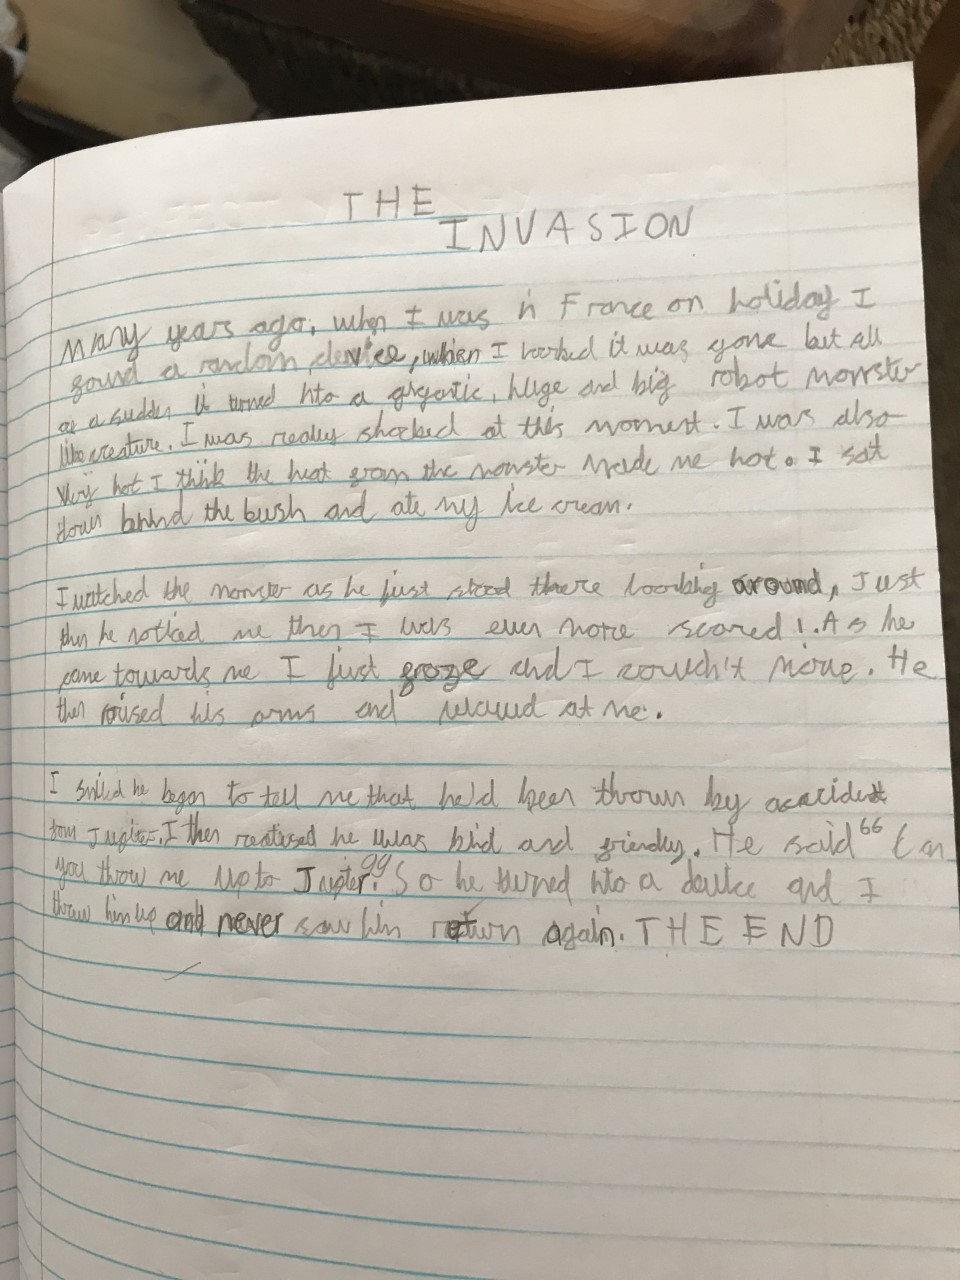 THE
INVASION
Many years ago, when I was in France on holiday I
found a random device, when I looked it was gone but all
of a sudden it turned into a gigantic, huge and big robot monster
like creature. I was really shocked at this moment. I was also
very hot I think the heat from the monster made me hot. I sat
down behind the bush and ate my ice cream.
I watched the monster as he just stood there looking around, Just
then he noticed me then I was even more scared!. As he
came towards me I just froze and I couldn't move. He
then raised his arms and at me.
I smiled he began to tell me that he'd been thrown by accident
from Jupiter. I then realised he was kind and friendly. He said "Can
you throw me up to Jupiter?" So he turned into a device and I
threw him up and never saw him return again. THE END